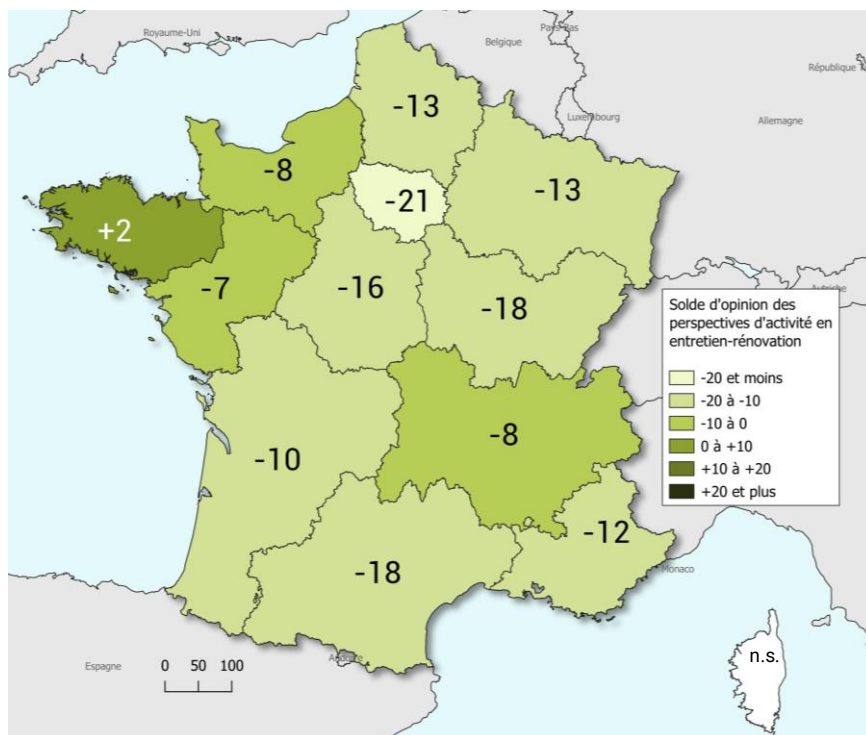 Royaume-Uni
Pays-Bas
Belgique
République T
Luxembourg
Allemagne
-13
-8
-21
-13
+2
-7
-16
-18
Autriche
Solde d'opinion des
perspectives d'activité en
entretien-rénovation
-20 et moins
-20 à -10
-10 à 0
0 à +10
+10 à +20
+20 et plus
-8
-10
-12
-18
Monaco
n.s.
Andorre
Espagne
0 50 100